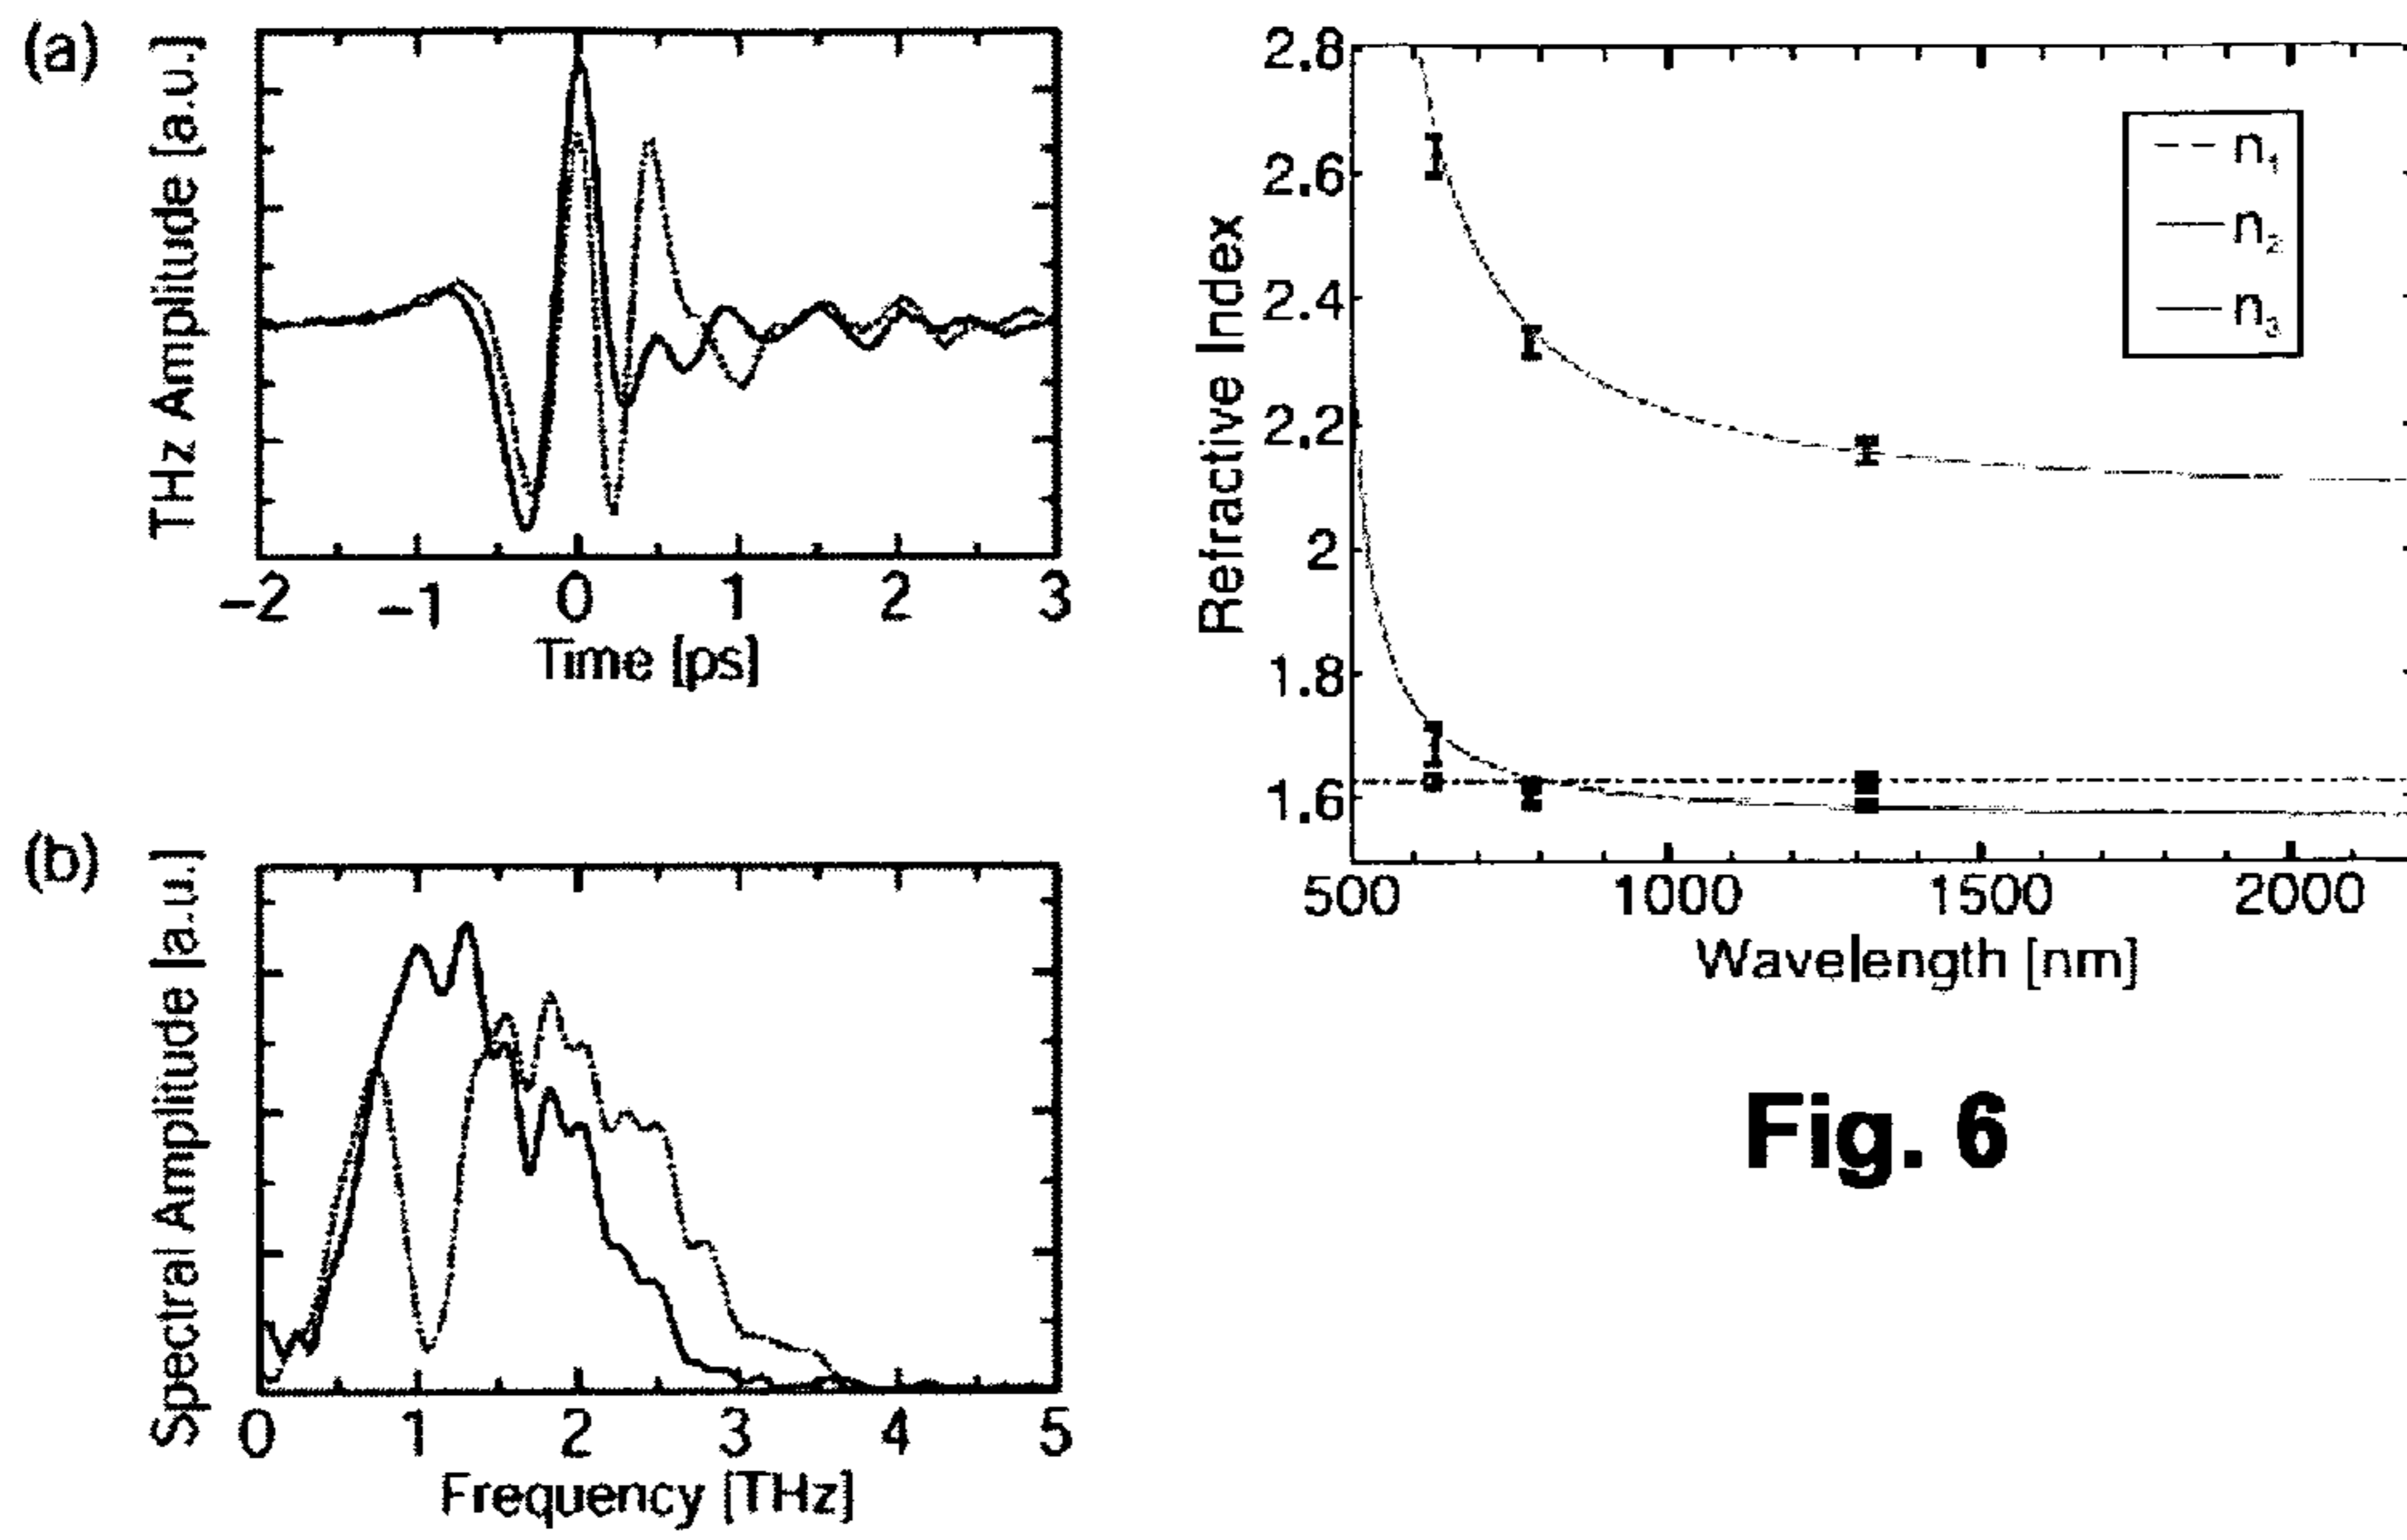 (a)
THz Amplitude [a.u.]
-2 -1 0 1 2 3
Time [ps]
(b)
Spectral Amplitude [a.u.]
0 1 2 3 4 5
Frequency [THz]
Refractive Index
2.8
2.6
2.4
2.2
2
1.8
1.6
500 1000 1500 2000
Wavelength [nm]
n₁
n₂
n₃
Fig. 6